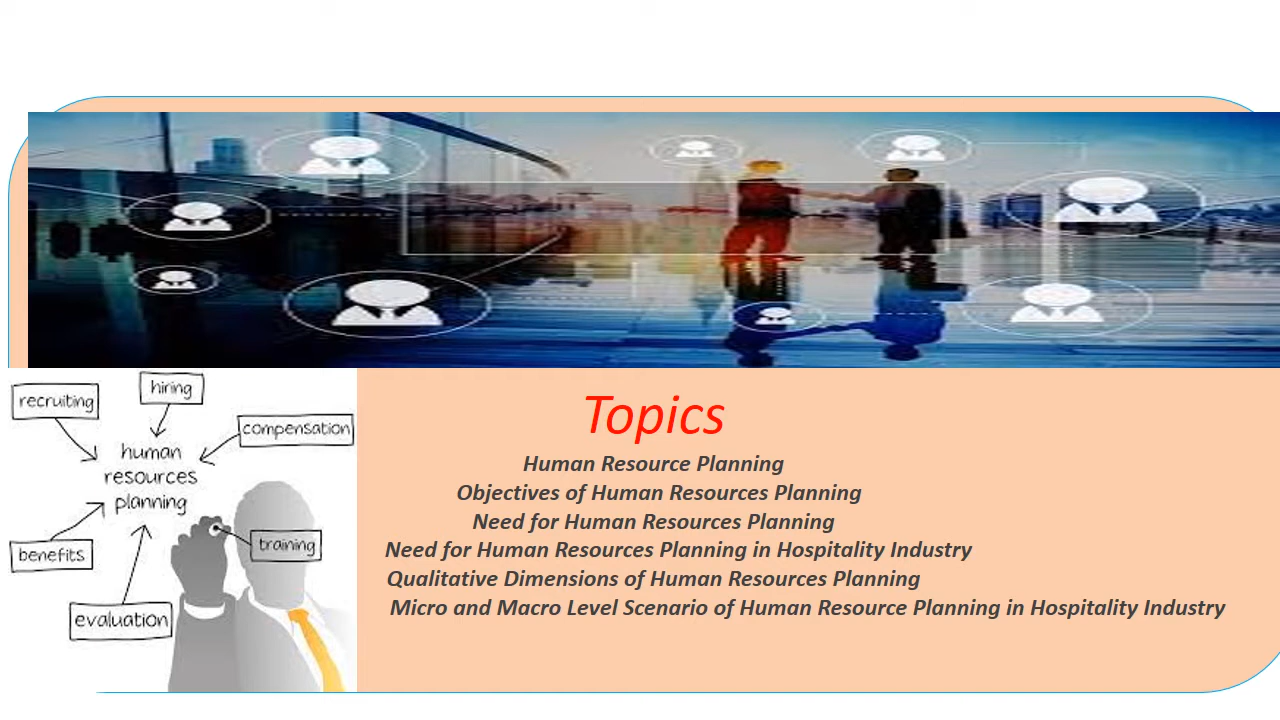 recruiting
hiring
compensation
human
resources
planning
benefits
training
evaluation
Topics
Human Resource Planning
Objectives of Human Resources Planning
Need for Human Resources Planning
Need for Human Resources Planning in Hospitality Industry
Qualitative Dimensions of Human Resources Planning
Micro and Macro Level Scenario of Human Resource Planning in Hospitality Industry